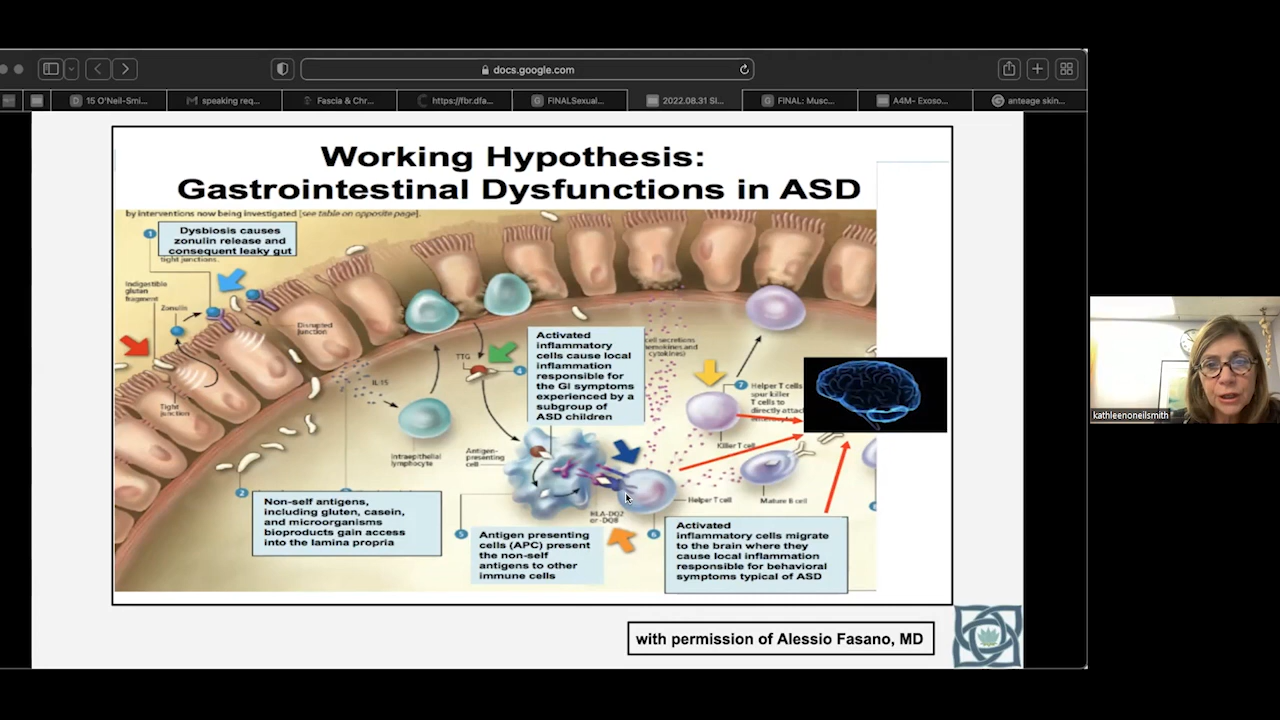 docs.google.com
15 O'Neil-Smi...
speaking req...
Fascia & Chr...
https://fbr.dfa...
FINALSexual...
2022.08.31 Sl...
FINAL: Musc...
A4M- Exoso...
anteage skin...
Working Hypothesis:
Gastrointestinal Dysfunctions in ASD
by interventions now being investigated [see table on opposite page].
1
Dysbiosis causes
zonulin release and
consequent leaky gut
tight junctions.
Indigestible
gluten
fragment
Zonulin
Disrupted
junction
Tight
junction
IL-15
TTG
4
Activated
inflammatory
cells cause local
inflammation
responsible for
the GI symptoms
experienced by a
subgroup of
ASD children
cell secretions
chemokines and
cytokines)
7
Helper T cells
spur killer
T cells to
directly attack
Killer T cell
Intraepithelial
lymphocyte
Antigen-
presenting
cell
Helper T cell
Mature B cell
HLA-DQ2
or -DQ8
2
Non-self antigens,
including gluten, casein,
and microorganisms
bioproducts gain access
into the lamina propria
5
Antigen presenting
cells (APC) present
the non-self
antigens to other
immune cells
6
Activated
inflammatory cells migrate
to the brain where they
cause local inflammation
responsible for behavioral
symptoms typical of ASD
with permission of Alessio Fasano, MD
kathleenoneilsmith